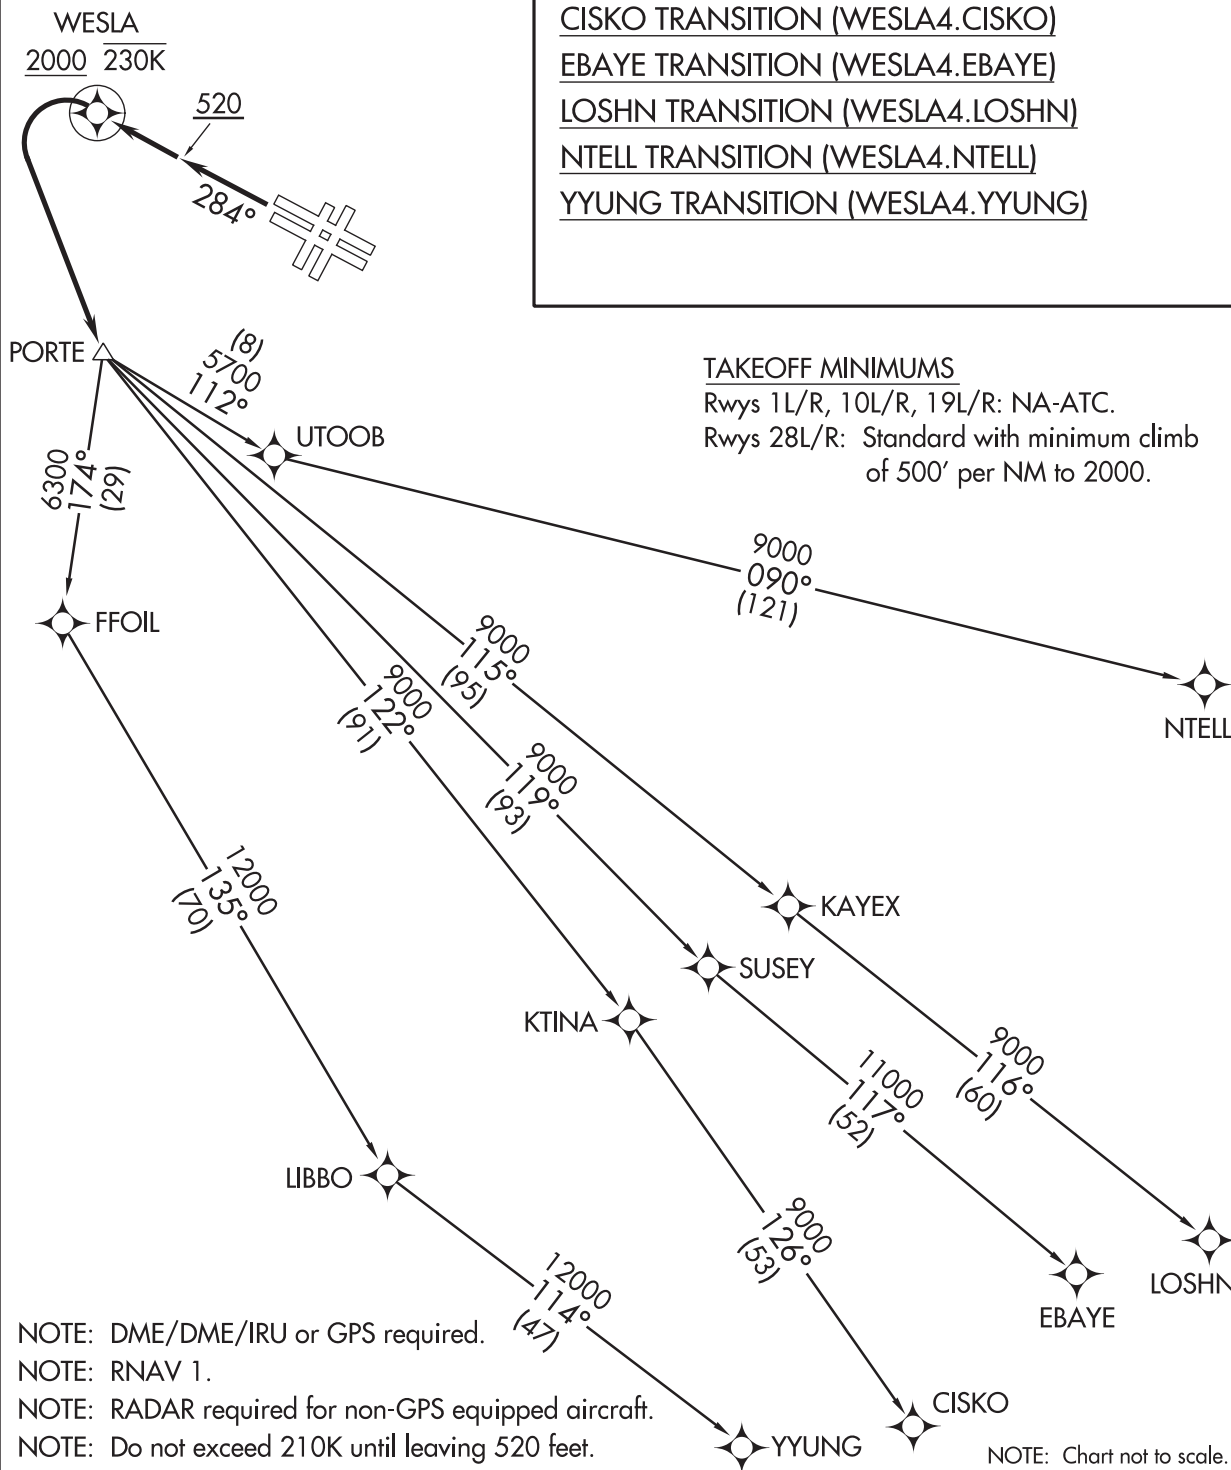 WESLA
2000 230K
520
284°
CISKO TRANSITION (WESLA4.CISKO)
EBAYE TRANSITION (WESLA4.EBAYE)
LOSHN TRANSITION (WESLA4.LOSHN)
NTELL TRANSITION (WESLA4.NTELL)
YYUNG TRANSITION (WESLA4.YYUNG)
PORTE
(8)
5700
112°
UTOOB
TAKEOFF MINIMUMS
Rwys 1L/R, 10L/R, 19L/R: NA-ATC.
Rwys 28L/R: Standard with minimum climb
of 500' per NM to 2000.
6300
174°
(29)
FFOIL
9000
090°
(121)
NTELL
9000
115°
(95)
9000
122°
(91)
9000
119°
(93)
12000
135°
(70)
KAYEX
SUSEY
KTINA
9000
116°
(60)
11000
117°
(52)
LIBBO
9000
126°
(53)
12000
114°
(47)
LOSHN
EBAYE
CISKO
YYUNG
NOTE: DME/DME/IRU or GPS required.
NOTE: RNAV 1.
NOTE: RADAR required for non-GPS equipped aircraft.
NOTE: Do not exceed 210K until leaving 520 feet.
NOTE: Chart not to scale.